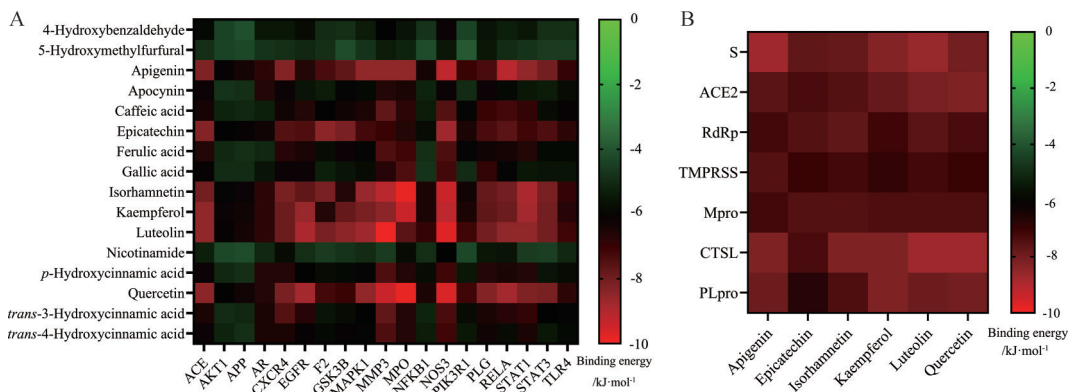 A
4-Hydroxybenzaldehyde
5-Hydroxymethylfurfural
Apigenin
Apocynin
Caffeic acid
Epicatechin
Ferulic acid
Gallic acid
Isorhamnetin
Kaempferol
Luteolin
Nicotinamide
p-Hydroxycinnamic acid
Quercetin
trans-3-Hydroxycinnamic acid
trans-4-Hydroxycinnamic acid
ACE
AKT1
APP
AR
CXCR4
EGFR
F2
GSK3B
MAPK1
MMP3
MPO
NFKB1
NOS3
PIK3R1
PLG
RELA
STAT1
STAT3
TLR4
0
-2
-4
-6
-8
-10
Binding energy
/kJ·mol-1
B
S
ACE2
RdRp
TMPRSS
Mpro
CTSL
PLpro
Apigenin
Epicatechin
Isorhamnetin
Kaempferol
Luteolin
Quercetin
0
-2
-4
-6
-8
-10
Binding energy
/kJ·mol-1